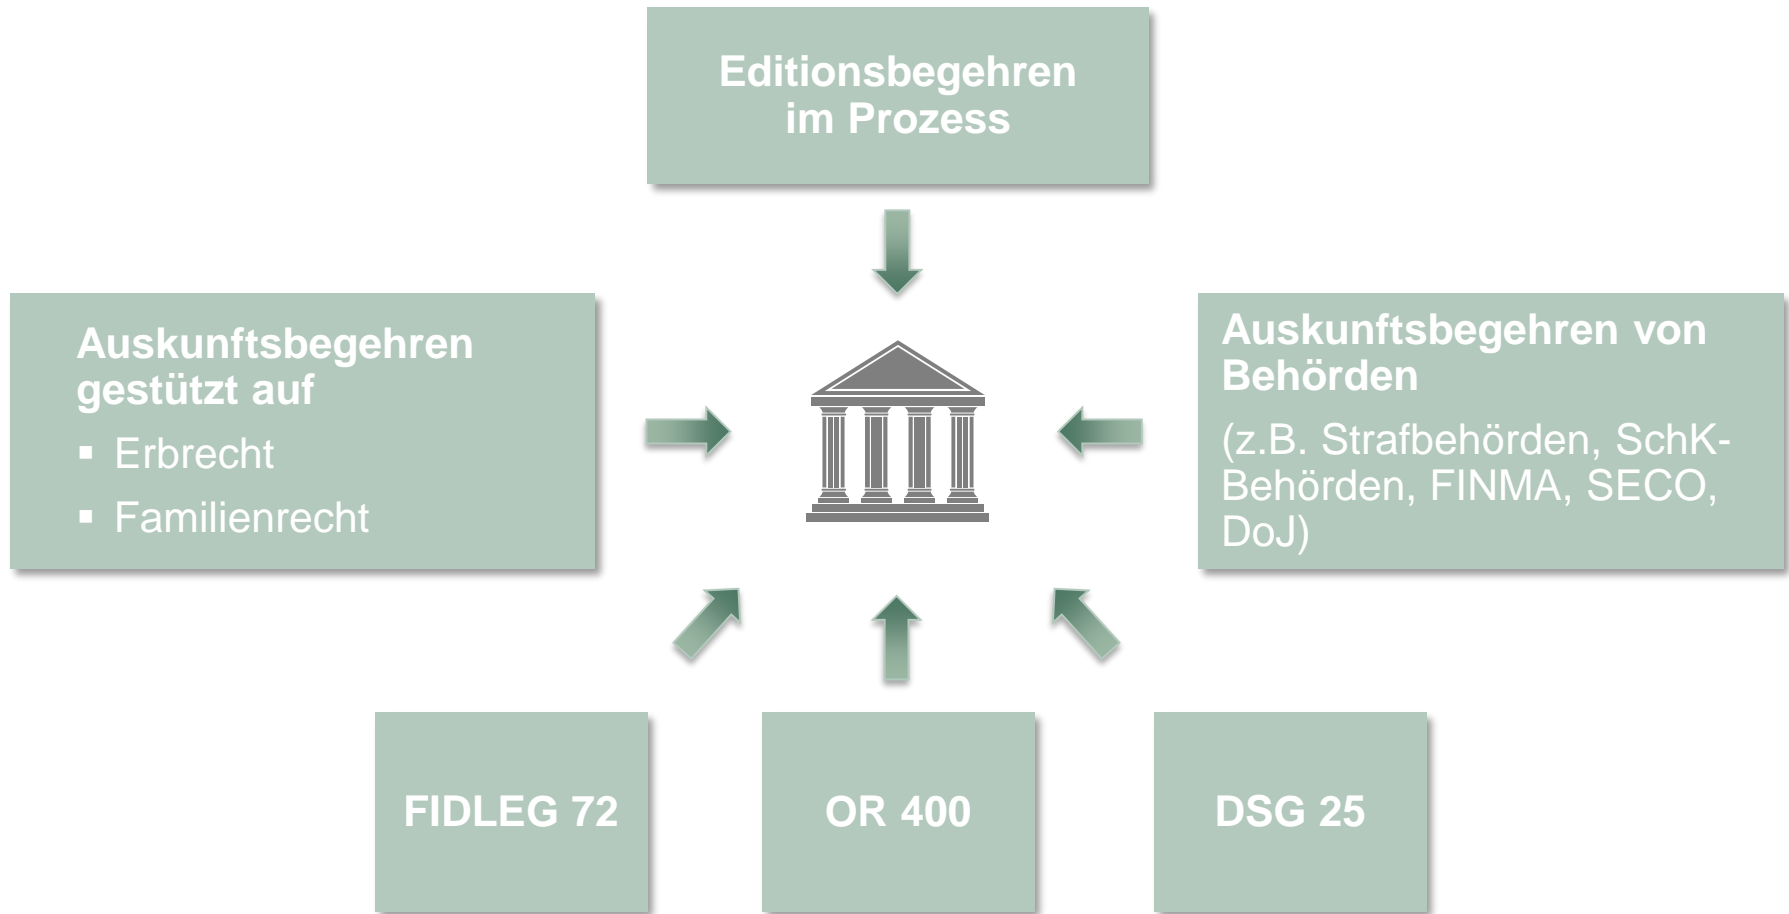 Editionsbegehren
im Prozess
Auskunftsbegehren
gestützt auf
▪ Erbrecht
▪ Familienrecht
Auskunftsbegehren von
Behörden
(z.B. Strafbehörden, SchK-
Behörden, FINMA, SECO,
DoJ)
FIDLEG 72
OR 400
DSG 25